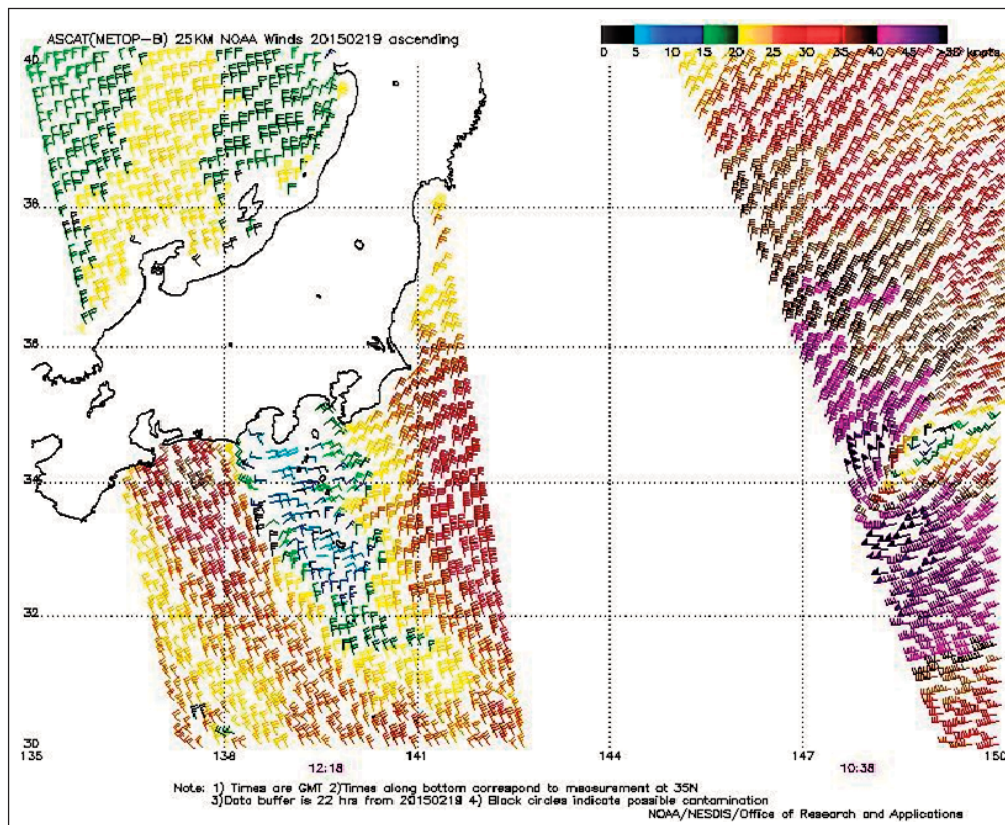 ASCAT(METOP-B) 25KM NOAA Winds 20150219 ascending
0 5 10 15 20 25 30 35 40 45 >50 knots
40
38
36
34
32
30
135 138 141 144 147 150
12:18 10:38
Note: 1) Times are GMT 2)Times along bottom correspond to measurement at 35N
3)Data buffer is 22 hrs from 20150219 4) Black circles indicate possible contamination
NOAA/NESDIS/Office of Research and Applications